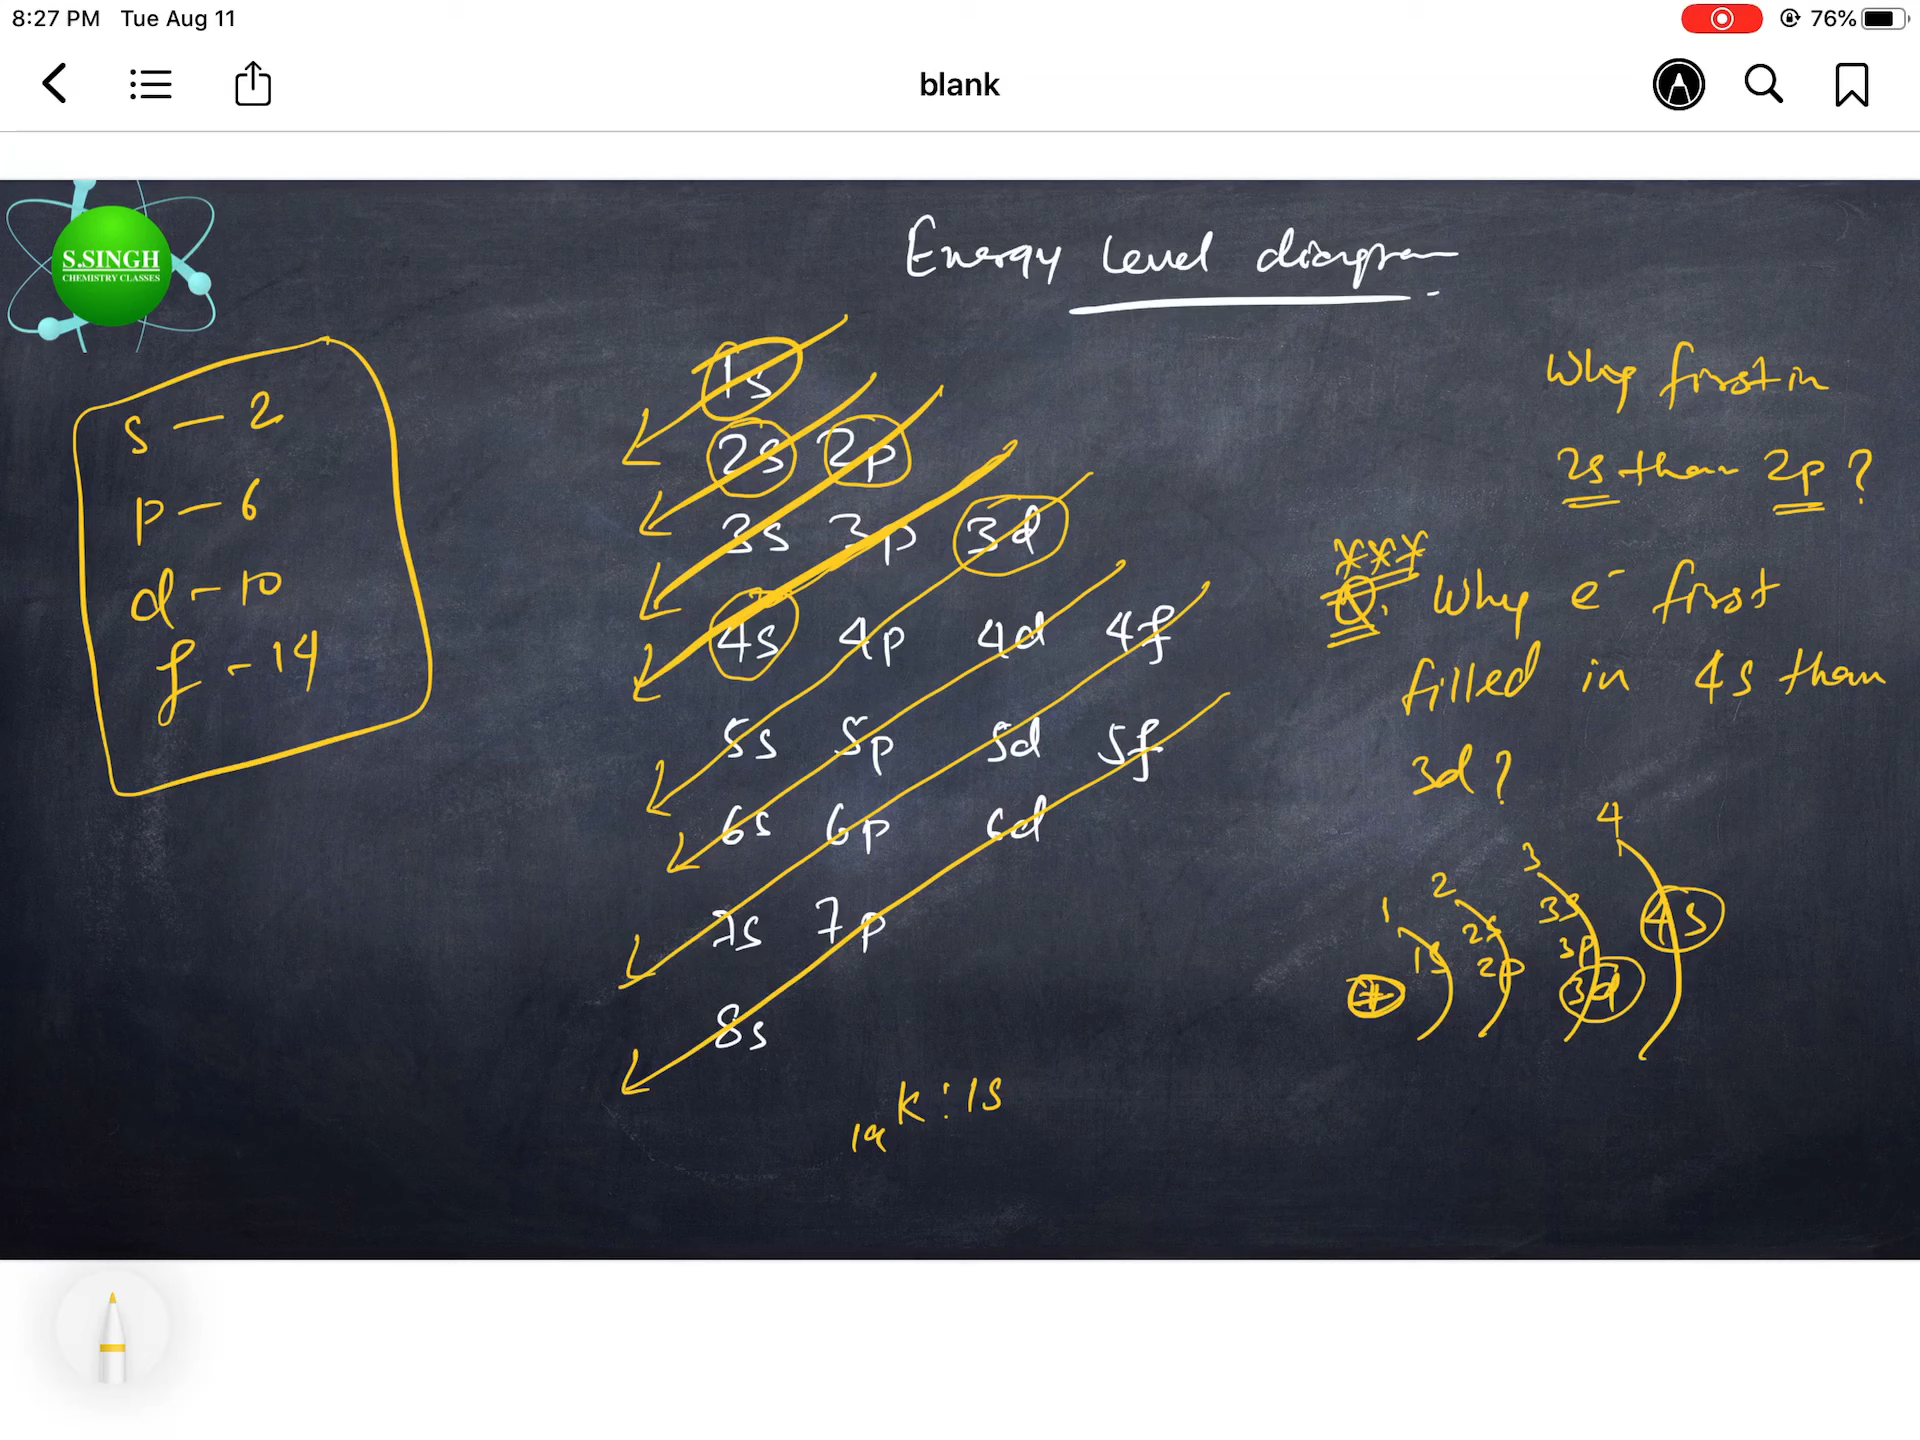 8:27 PM Tue Aug 11
76%
blank
S.SINGH
CHEMISTRY CLASSES
Energy level diagram
s - 2
p - 6
d - 10
f - 14
1s
2s 2p
3s 3p 3d
4s 4p 4d 4f
5s 5p 5d 5f
6s 6p 6d
7s 7p
8s
19K : 1s
Why first in
2s than 2p ?
Q. Why e- first
filled in 4s than
3d ?
1 2 3 4
1s 2s 3s 4s
2p 3p
+ 3d